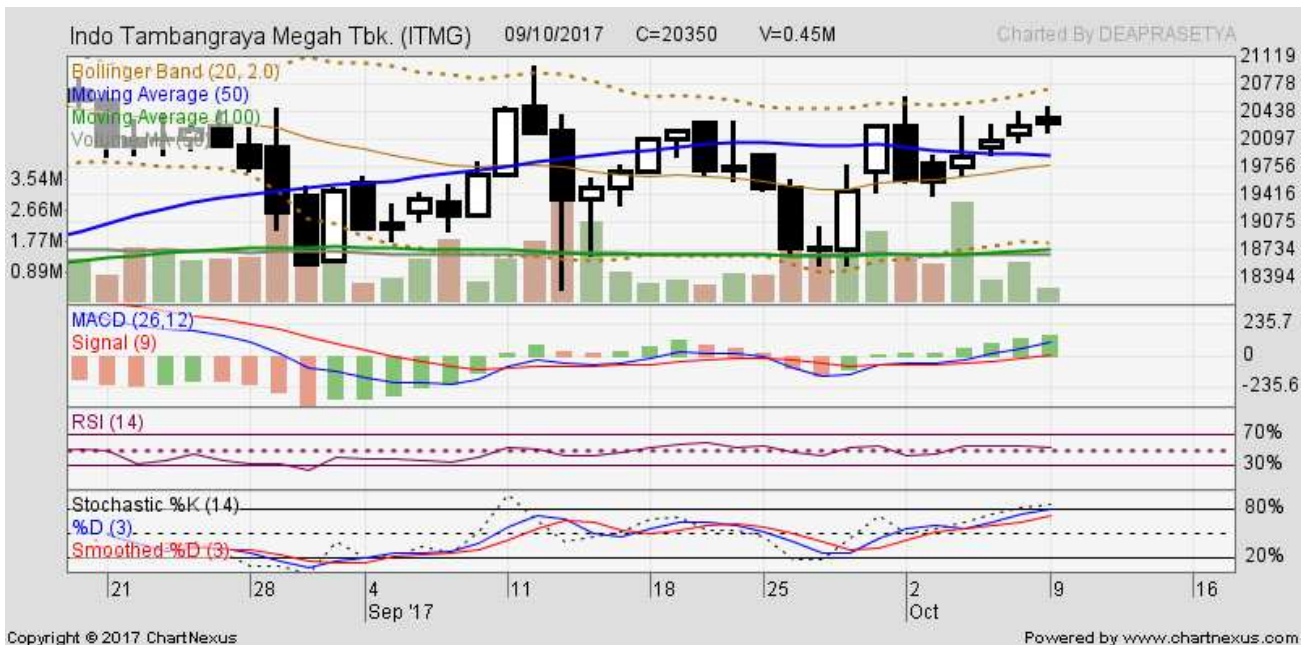 Indo Tambangraya Megah Tbk. (ITMG) 09/10/2017 C=20350 V=0.45M Charted By DEAPRASETYA
Bollinger Band (20, 2.0)
Moving Average (50)
Moving Average (100)
Volume MA (50)
3.54M
2.66M
1.77M
0.89M
21119
20778
20438
20097
19756
19416
19075
18734
18394
MACD (26,12)
Signal (9)
235.7
0
-235.6
RSI (14)
70%
30%
Stochastic %K (14)
%D (3)
Smoothed %D (3)
80%
20%
21 28 4 11 18 25 2 9 16
Sep '17 Oct
Copyright © 2017 ChartNexus Powered by www.chartnexus.com